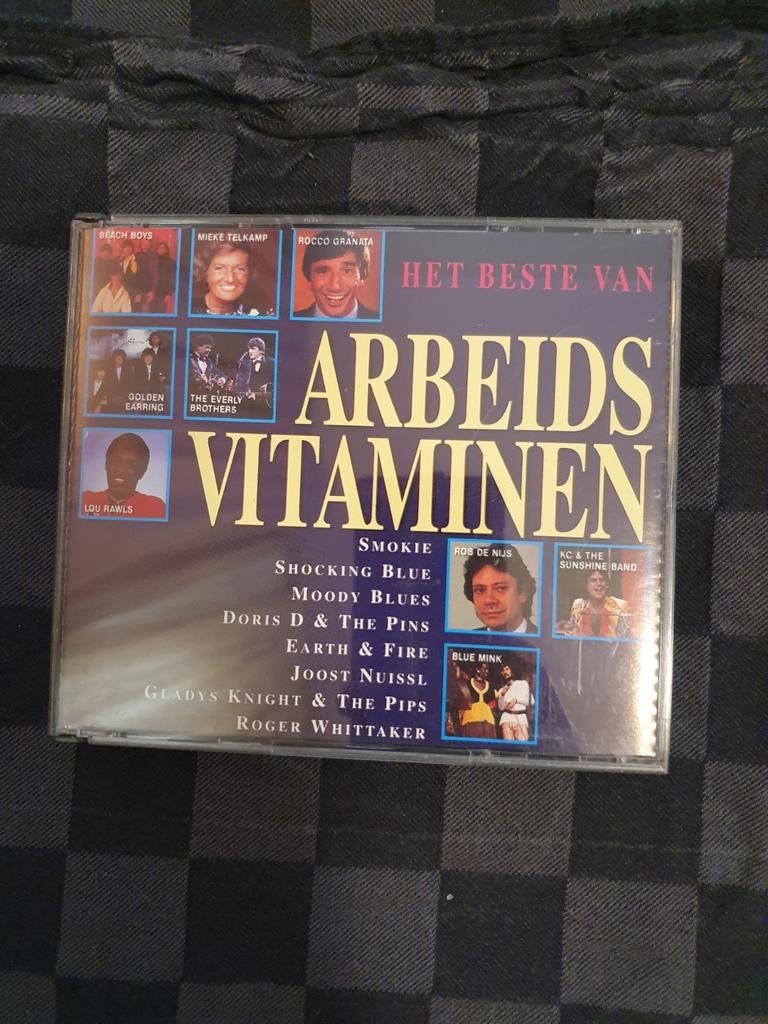 BEACH BOYS
MIEKE TELKAMP
ROCCO GRANATA
HET BESTE VAN
GOLDEN
EARRING
THE EVERLY
BROTHERS
ARBEIDS
VITAMINEN
LOU RAWLS
SMOKIE
SHOCKING BLUE
MOODY BLUES
DORIS D & THE PINS
EARTH & FIRE
JOOST NUISSL
GLADYS KNIGHT & THE PIPS
ROGER WHITTAKER
ROB DE NIJS
KC & THE
SUNSHINE BAND
BLUE MINK